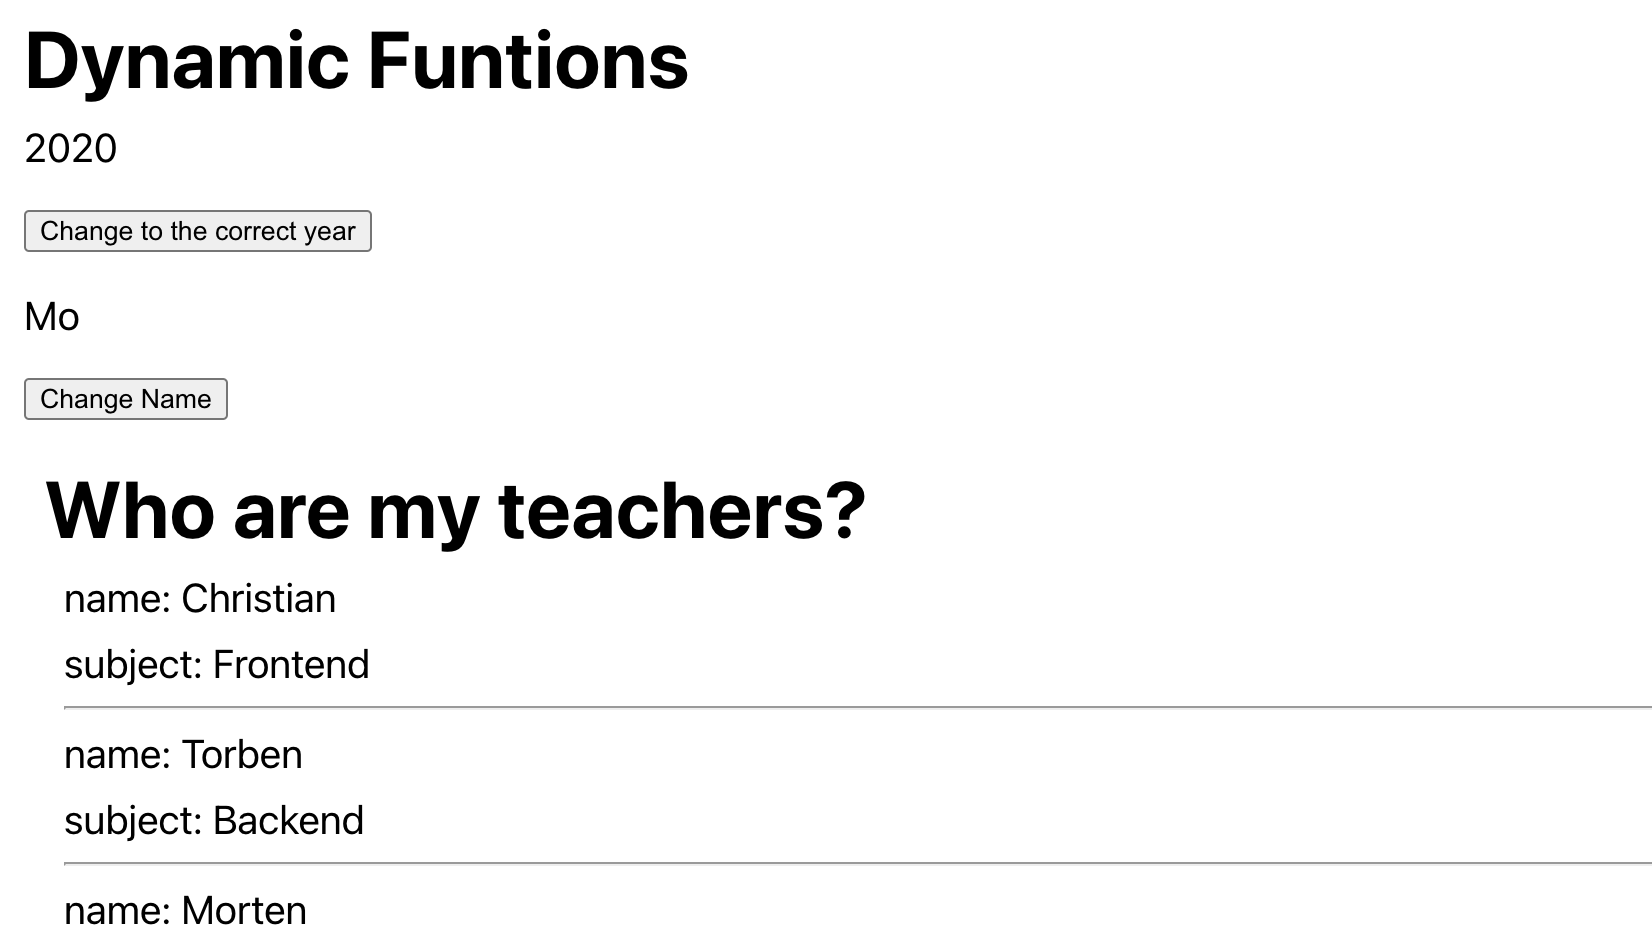 Dynamic Funtions
2020
Change to the correct year
Mo
Change Name
Who are my teachers?
name: Christian
subject: Frontend
name: Torben
subject: Backend
name: Morten